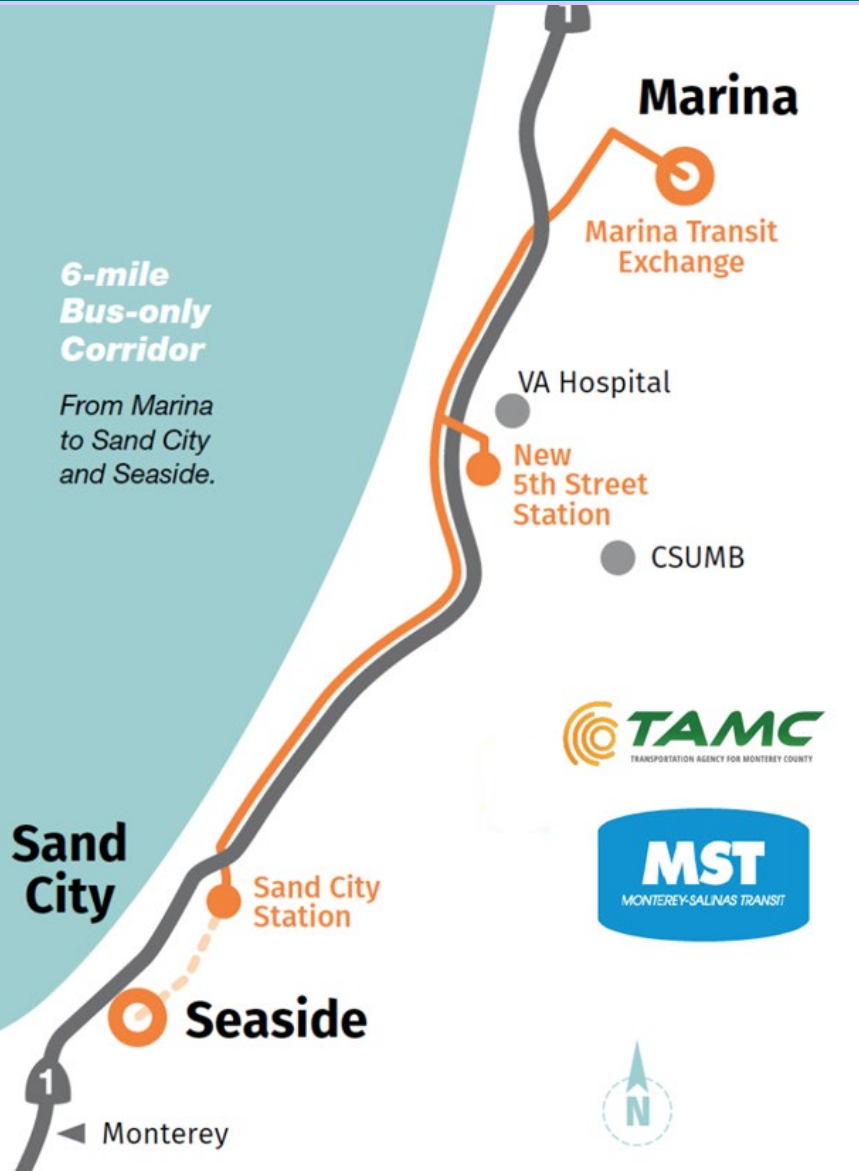 1
Marina
Marina Transit
Exchange
6-mile
Bus-only
Corridor
From Marina
to Sand City
and Seaside.
VA Hospital
New
5th Street
Station
CSUMB
TAMC
TRANSPORTATION AGENCY FOR MONTEREY COUNTY
Sand
City
MST
MONTEREY-SALINAS TRANSIT
Sand City
Station
Seaside
1
N
Monterey